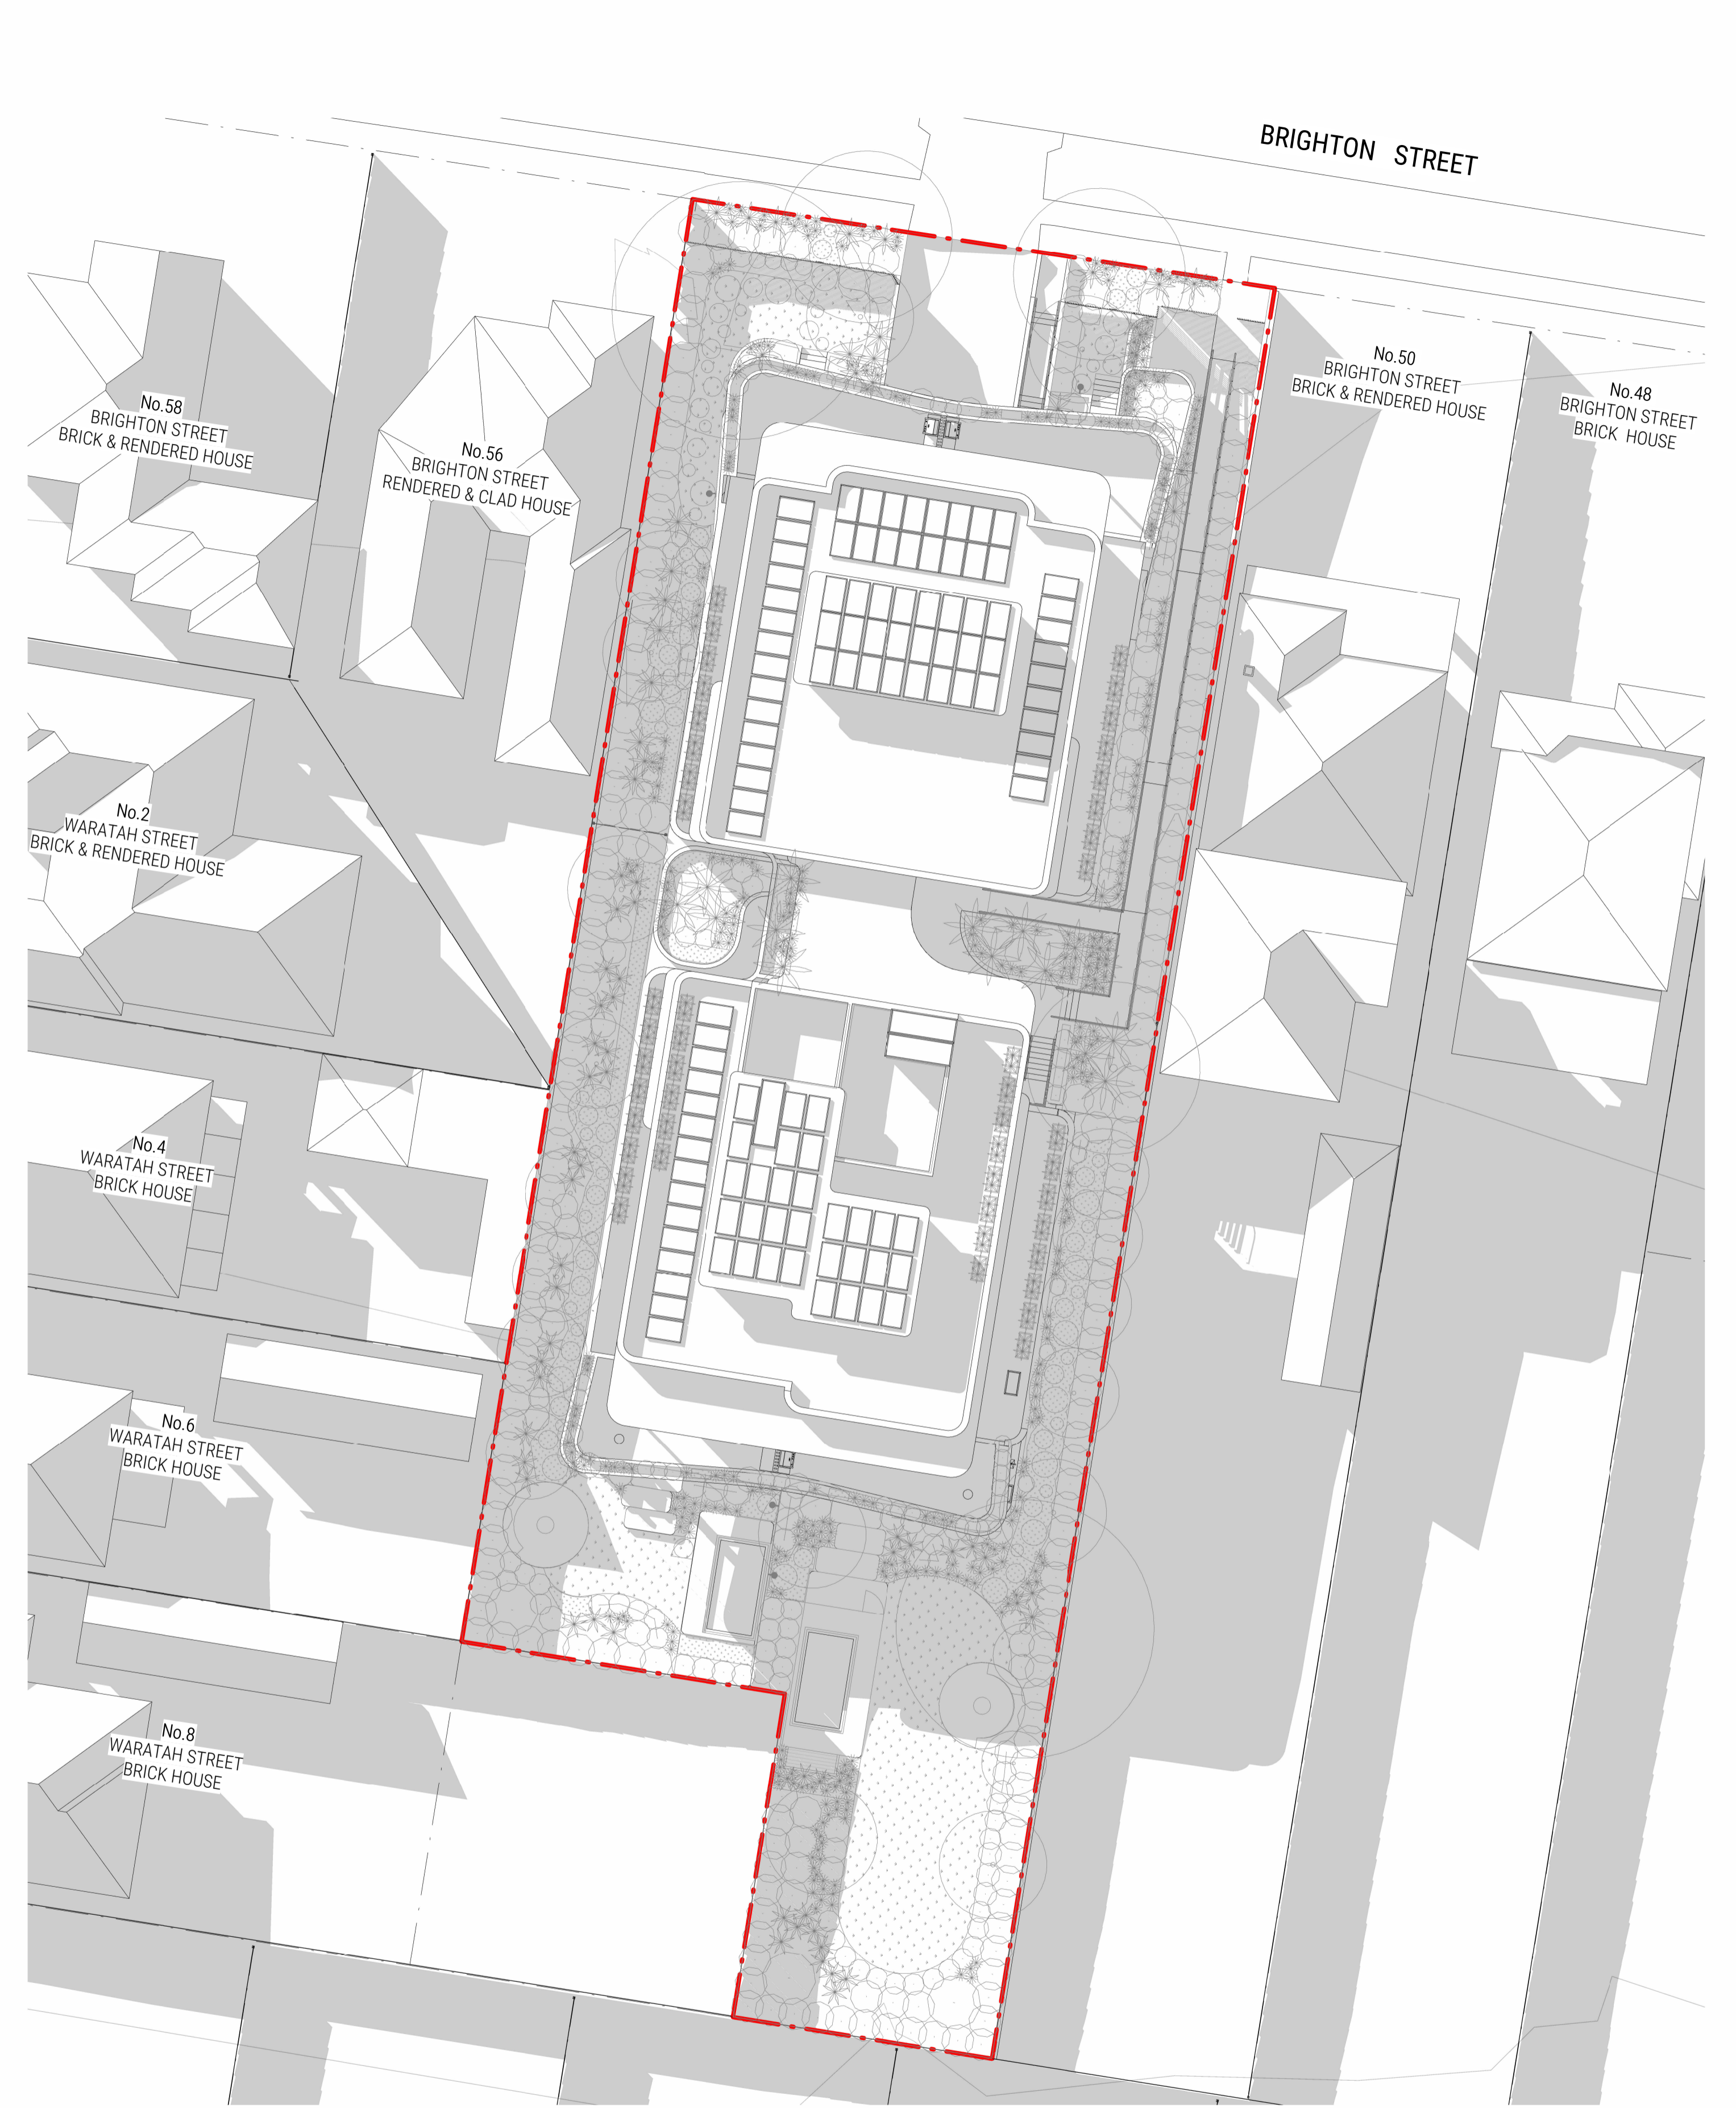 BRIGHTON STREET
No.50
BRIGHTON STREET
BRICK & RENDERED HOUSE
No.48
BRIGHTON STREET
BRICK HOUSE
No.58
BRIGHTON STREET
BRICK & RENDERED HOUSE
No.56
BRIGHTON STREET
RENDERED & CLAD HOUSE
No.2
WARATAH STREET
BRICK & RENDERED HOUSE
No.4
WARATAH STREET
BRICK HOUSE
No.6
WARATAH STREET
BRICK HOUSE
No.8
WARATAH STREET
BRICK HOUSE